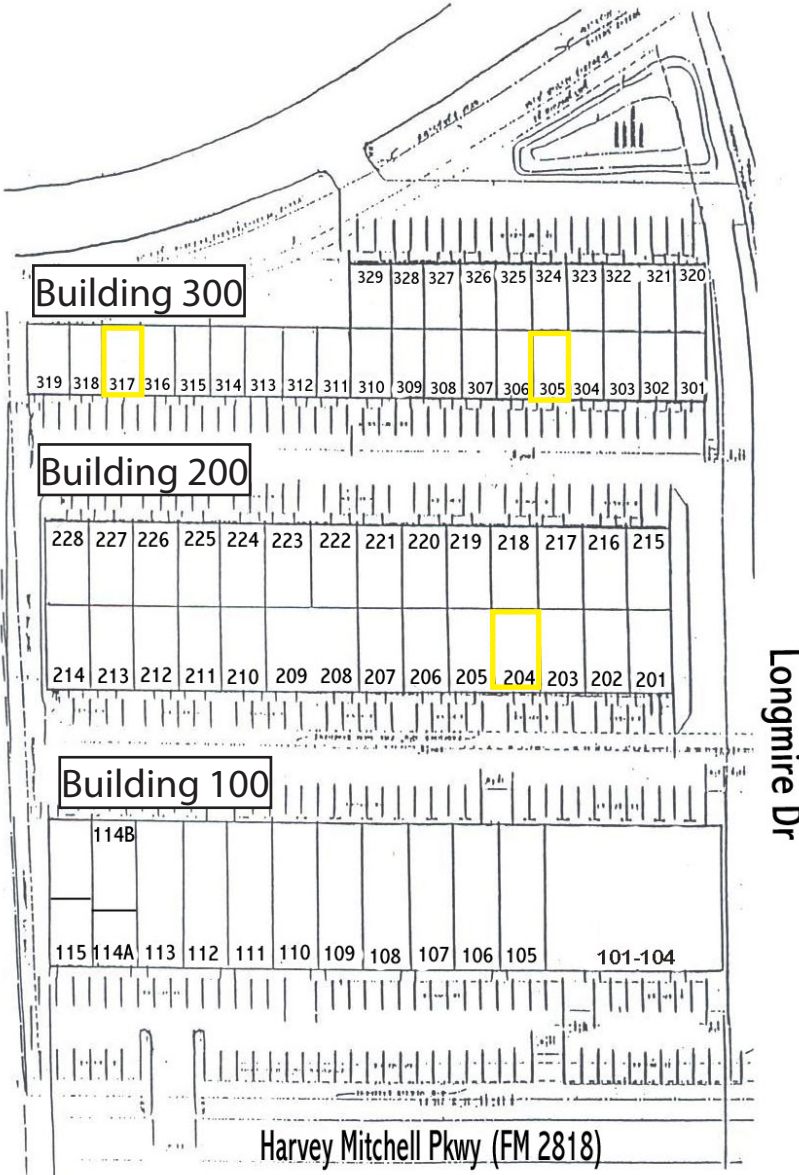 Building 300
329 328 327 326 325 324 323 322 321 320
319 318 317 316 315 314 313 312 311 310 309 308 307 306 305 304 303 302 301
Building 200
228 227 226 225 224 223 222 221 220 219 218 217 216 215
214 213 212 211 210 209 208 207 206 205 204 203 202 201
Longmire Dr
Building 100
114B
115 114A 113 112 111 110 109 108 107 106 105 101-104
Harvey Mitchell Pkwy (FM 2818)